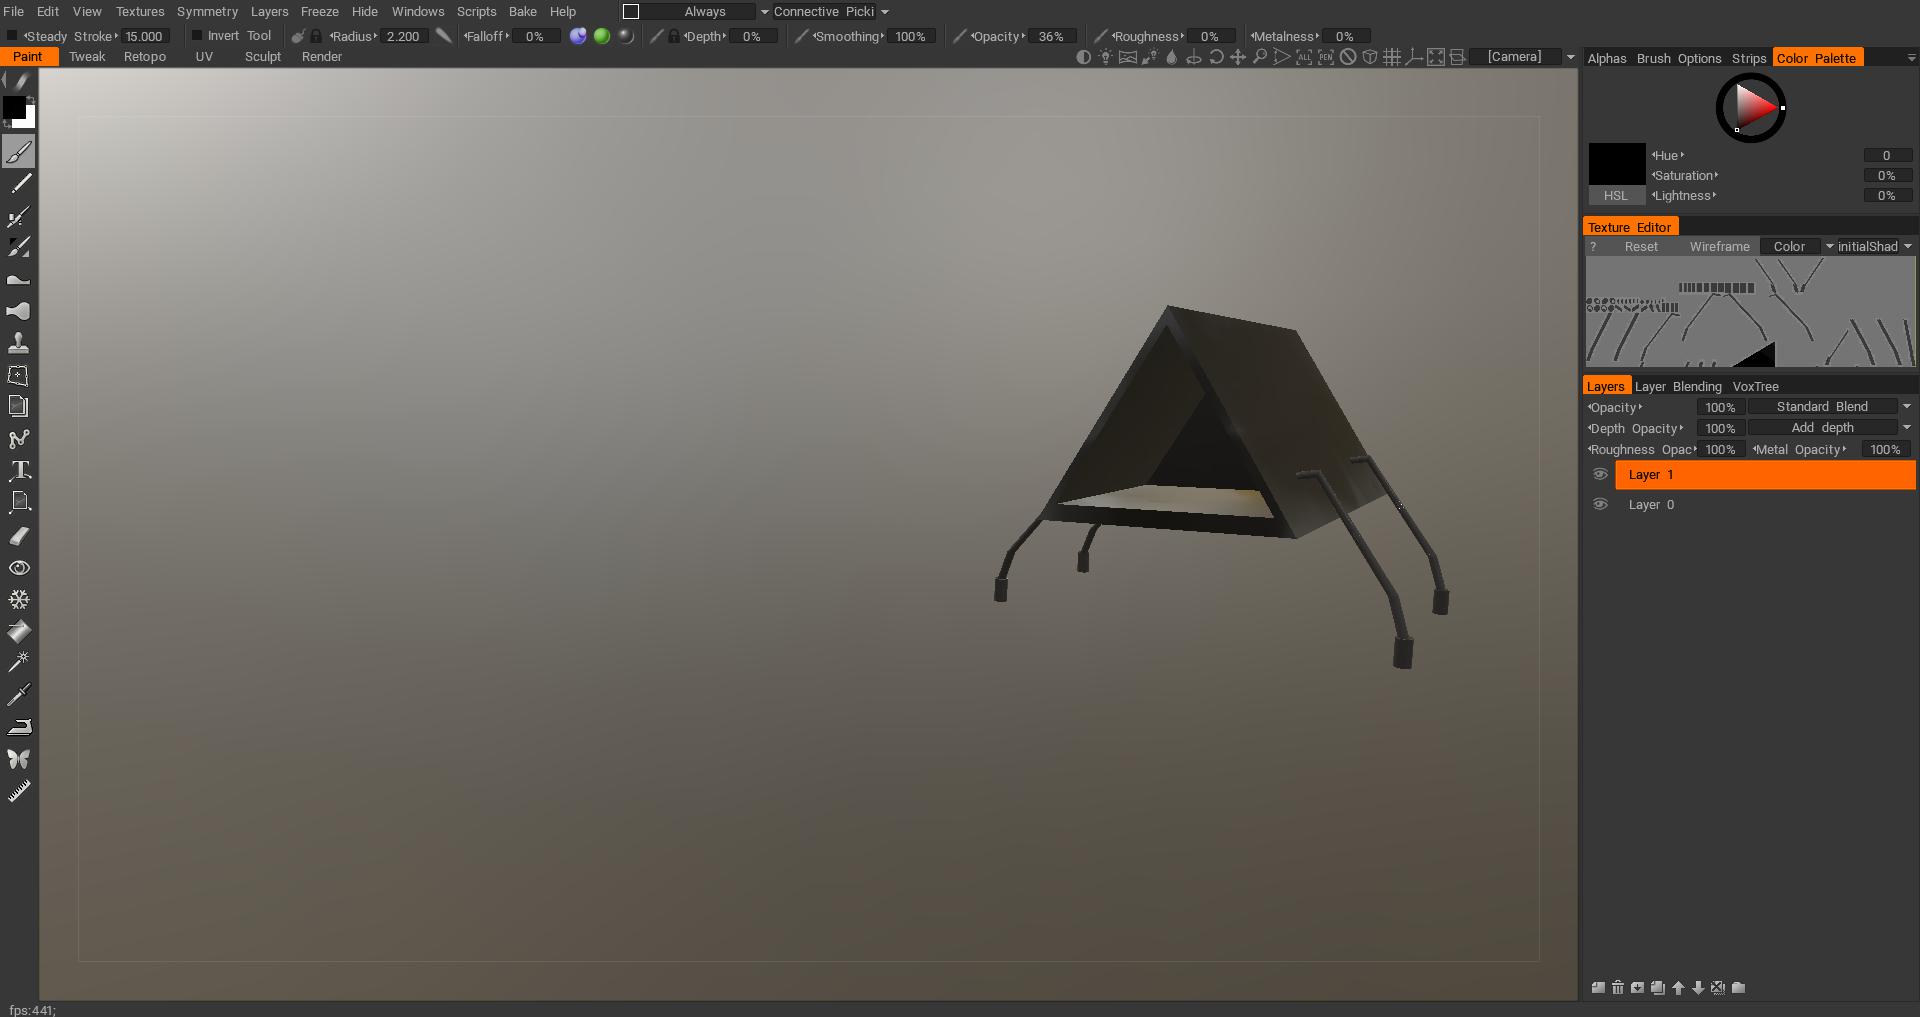 File Edit View Textures Symmetry Layers Freeze Hide Windows Scripts Bake Help Always Connective Picki
Steady Stroke 15.000 Invert Tool Radius 2.200 Falloff 0% Depth 0% Smoothing 100% Opacity 36% Roughness 0% Metalness 0%
Paint Tweak Retopo UV Sculpt Render ALL PEN [Camera]
Alphas Brush Options Strips Color Palette
Hue 0
Saturation 0%
HSL Lightness 0%
Texture Editor
? Reset Wireframe Color initialShad
Layers Layer Blending VoxTree
Opacity 100% Standard Blend
Depth Opacity 100% Add depth
Roughness Opac 100% Metal Opacity 100%
Layer 1
Layer 0
fps:441;